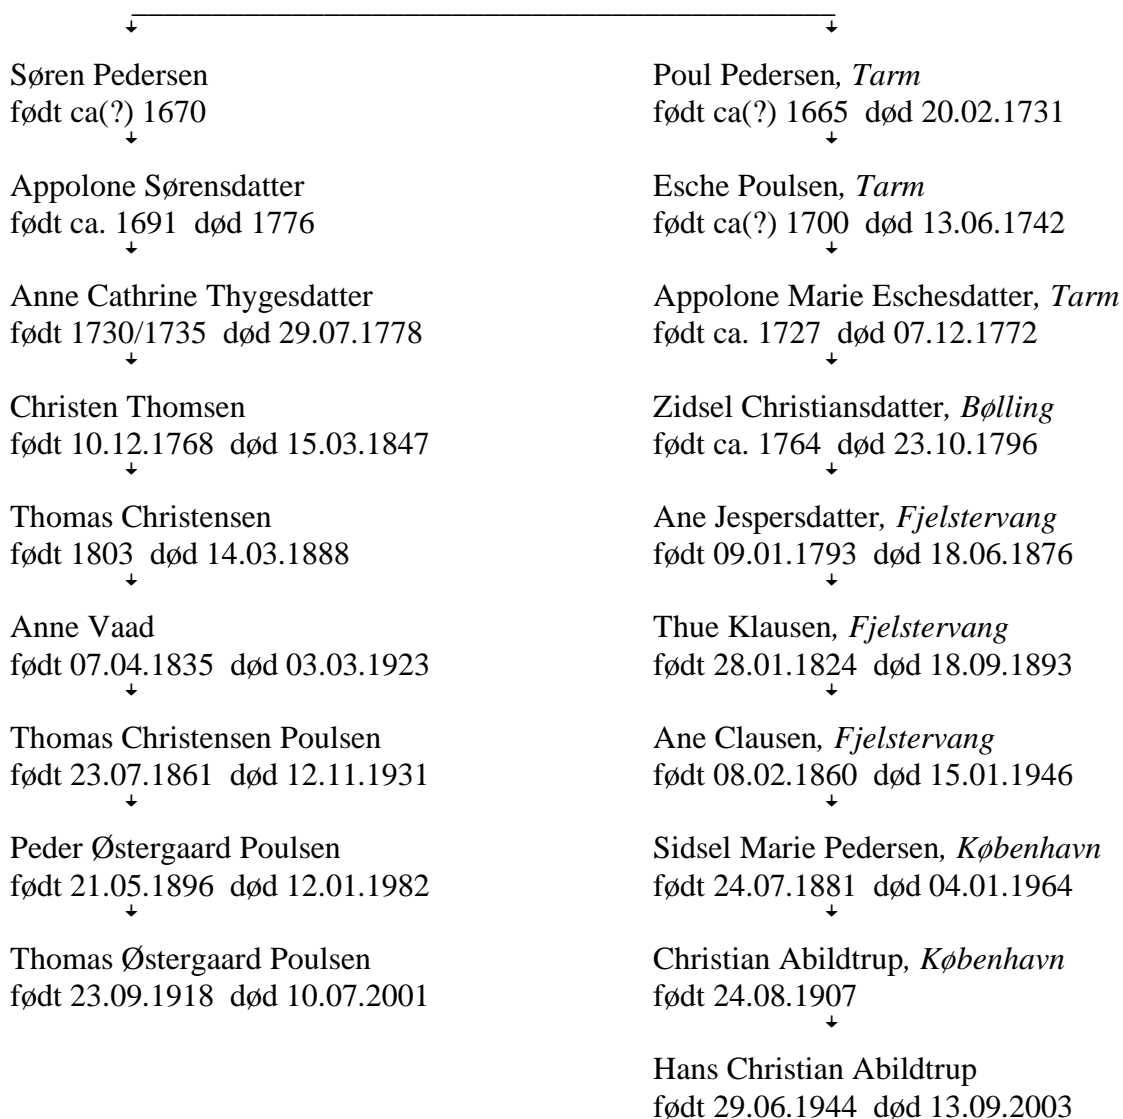 Søren Pedersen
født ca(?) 1670
Appolone Sørensdatter
født ca. 1691 død 1776
Anne Cathrine Thygesdatter
født 1730/1735 død 29.07.1778
Christen Thomsen
født 10.12.1768 død 15.03.1847
Thomas Christensen
født 1803 død 14.03.1888
Anne Vaad
født 07.04.1835 død 03.03.1923
Thomas Christensen Poulsen
født 23.07.1861 død 12.11.1931
Peder Østergaard Poulsen
født 21.05.1896 død 12.01.1982
Thomas Østergaard Poulsen
født 23.09.1918 død 10.07.2001
Poul Pedersen, Tarm
født ca(?) 1665 død 20.02.1731
Esche Poulsen, Tarm
født ca(?) 1700 død 13.06.1742
Appolone Marie Eschesdatter, Tarm
født ca. 1727 død 07.12.1772
Zidsel Christiansdatter, Bølling
født ca. 1764 død 23.10.1796
Ane Jespersdatter, Fjelstervang
født 09.01.1793 død 18.06.1876
Thue Klausen, Fjelstervang
født 28.01.1824 død 18.09.1893
Ane Clausen, Fjelstervang
født 08.02.1860 død 15.01.1946
Sidsel Marie Pedersen, København
født 24.07.1881 død 04.01.1964
Christian Abildtrup, København
født 24.08.1907
Hans Christian Abildtrup
født 29.06.1944 død 13.09.2003